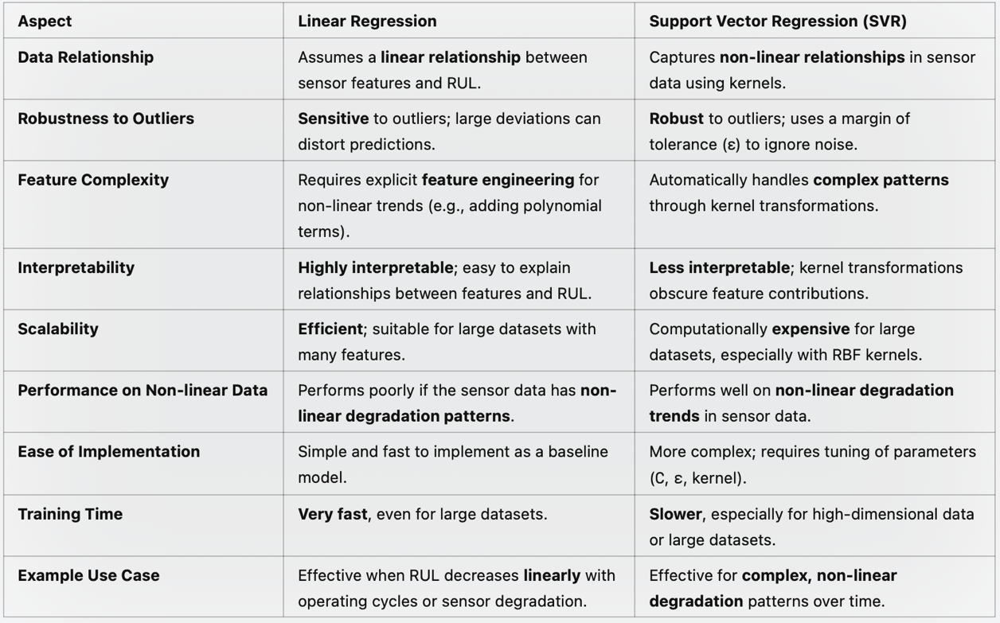 Aspect
Linear Regression
Support Vector Regression (SVR)
Data Relationship
Assumes a linear relationship between
sensor features and RUL.
Captures non-linear relationships in sensor
data using kernels.
Robustness to Outliers
Sensitive to outliers; large deviations can
distort predictions.
Robust to outliers; uses a margin of
tolerance (ε) to ignore noise.
Feature Complexity
Requires explicit feature engineering for
non-linear trends (e.g., adding polynomial
terms).
Automatically handles complex patterns
through kernel transformations.
Interpretability
Highly interpretable; easy to explain
relationships between features and RUL.
Less interpretable; kernel transformations
obscure feature contributions.
Scalability
Efficient; suitable for large datasets with
many features.
Computationally expensive for large
datasets, especially with RBF kernels.
Performance on Non-linear Data
Performs poorly if the sensor data has non-
linear degradation patterns.
Performs well on non-linear degradation
trends in sensor data.
Ease of Implementation
Simple and fast to implement as a baseline
model.
More complex; requires tuning of parameters
(C, ε, kernel).
Training Time
Very fast, even for large datasets.
Slower, especially for high-dimensional data
or large datasets.
Example Use Case
Effective when RUL decreases linearly with
operating cycles or sensor degradation.
Effective for complex, non-linear
degradation patterns over time.